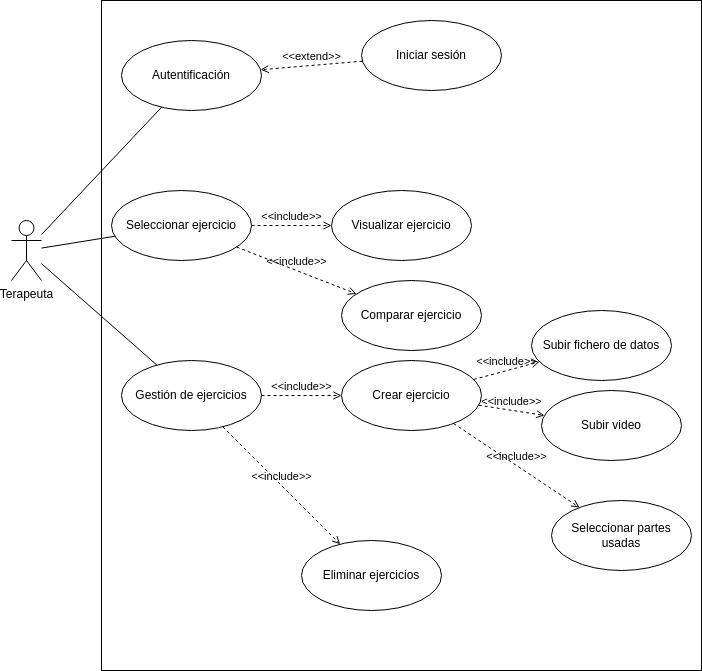 Iniciar sesión
<<extend>>
Autentificación
Seleccionar ejercicio
<<include>>
Visualizar ejercicio
<<include>>
Terapeuta
Comparar ejercicio
Subir fichero de datos
<<include>>
Gestión de ejercicios
<<include>>
Crear ejercicio
<<include>>
Subir video
<<include>>
<<include>>
Seleccionar partes
usadas
Eliminar ejercicios